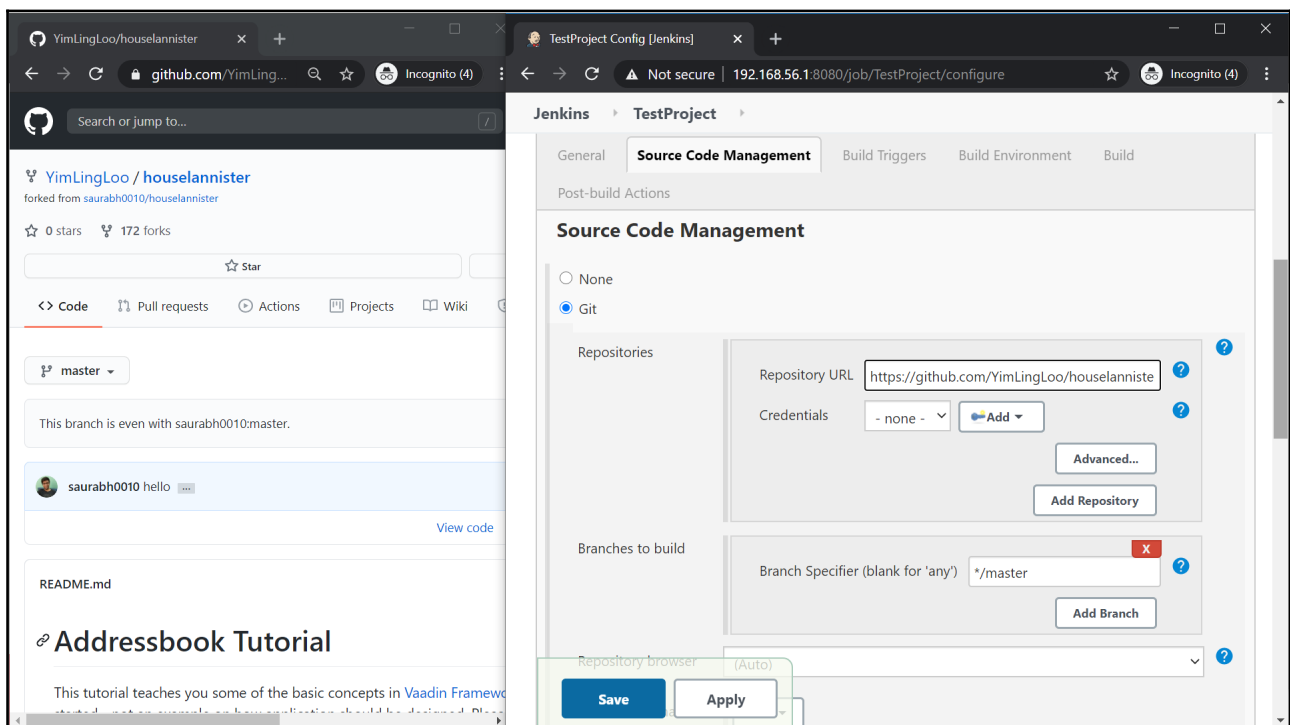 YimLingLoo/houselannister
github.com/YimLing...
Incognito (4)
Search or jump to...
/
YimLingLoo / houselannister
forked from saurabh0010/houselannister
0 stars
172 forks
Star
<> Code
Pull requests
Actions
Projects
Wiki
master
This branch is even with saurabh0010:master.
saurabh0010 hello ...
View code
README.md
Addressbook Tutorial
This tutorial teaches you some of the basic concepts in Vaadin Framewo
TestProject Config [Jenkins]
Not secure | 192.168.56.1:8080/job/TestProject/configure
Incognito (4)
Jenkins
TestProject
General
Source Code Management
Build Triggers
Build Environment
Build
Post-build Actions
Source Code Management
None
Git
Repositories
Repository URL
https://github.com/YimLingLoo/houselanniste
Credentials
- none -
Add
Advanced...
Add Repository
Branches to build
X
Branch Specifier (blank for 'any')
*/master
Add Branch
Repository browser
(Auto)
Save
Apply